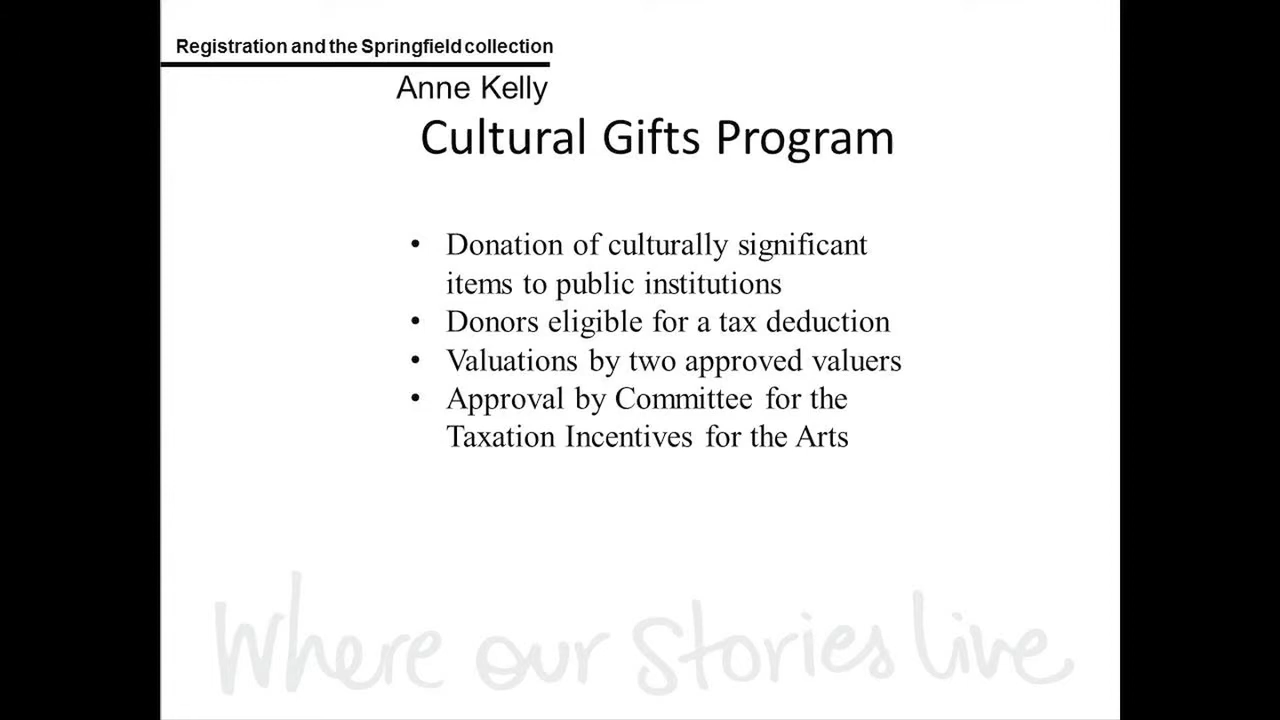 Registration and the Springfield collection
Anne Kelly
Cultural Gifts Program
• Donation of culturally significant
items to public institutions
• Donors eligible for a tax deduction
• Valuations by two approved valuers
• Approval by Committee for the
Taxation Incentives for the Arts
Where our stories live